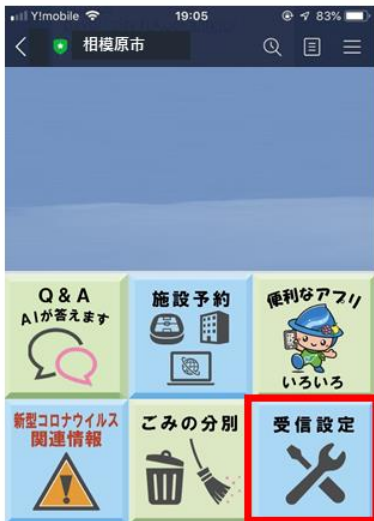 Y!mobile 19:05 83%
相模原市
Q&A
AIが答えます
施設予約
便利なアプリ
いろいろ
新型コロナウイルス
関連情報
ごみの分別
受信設定